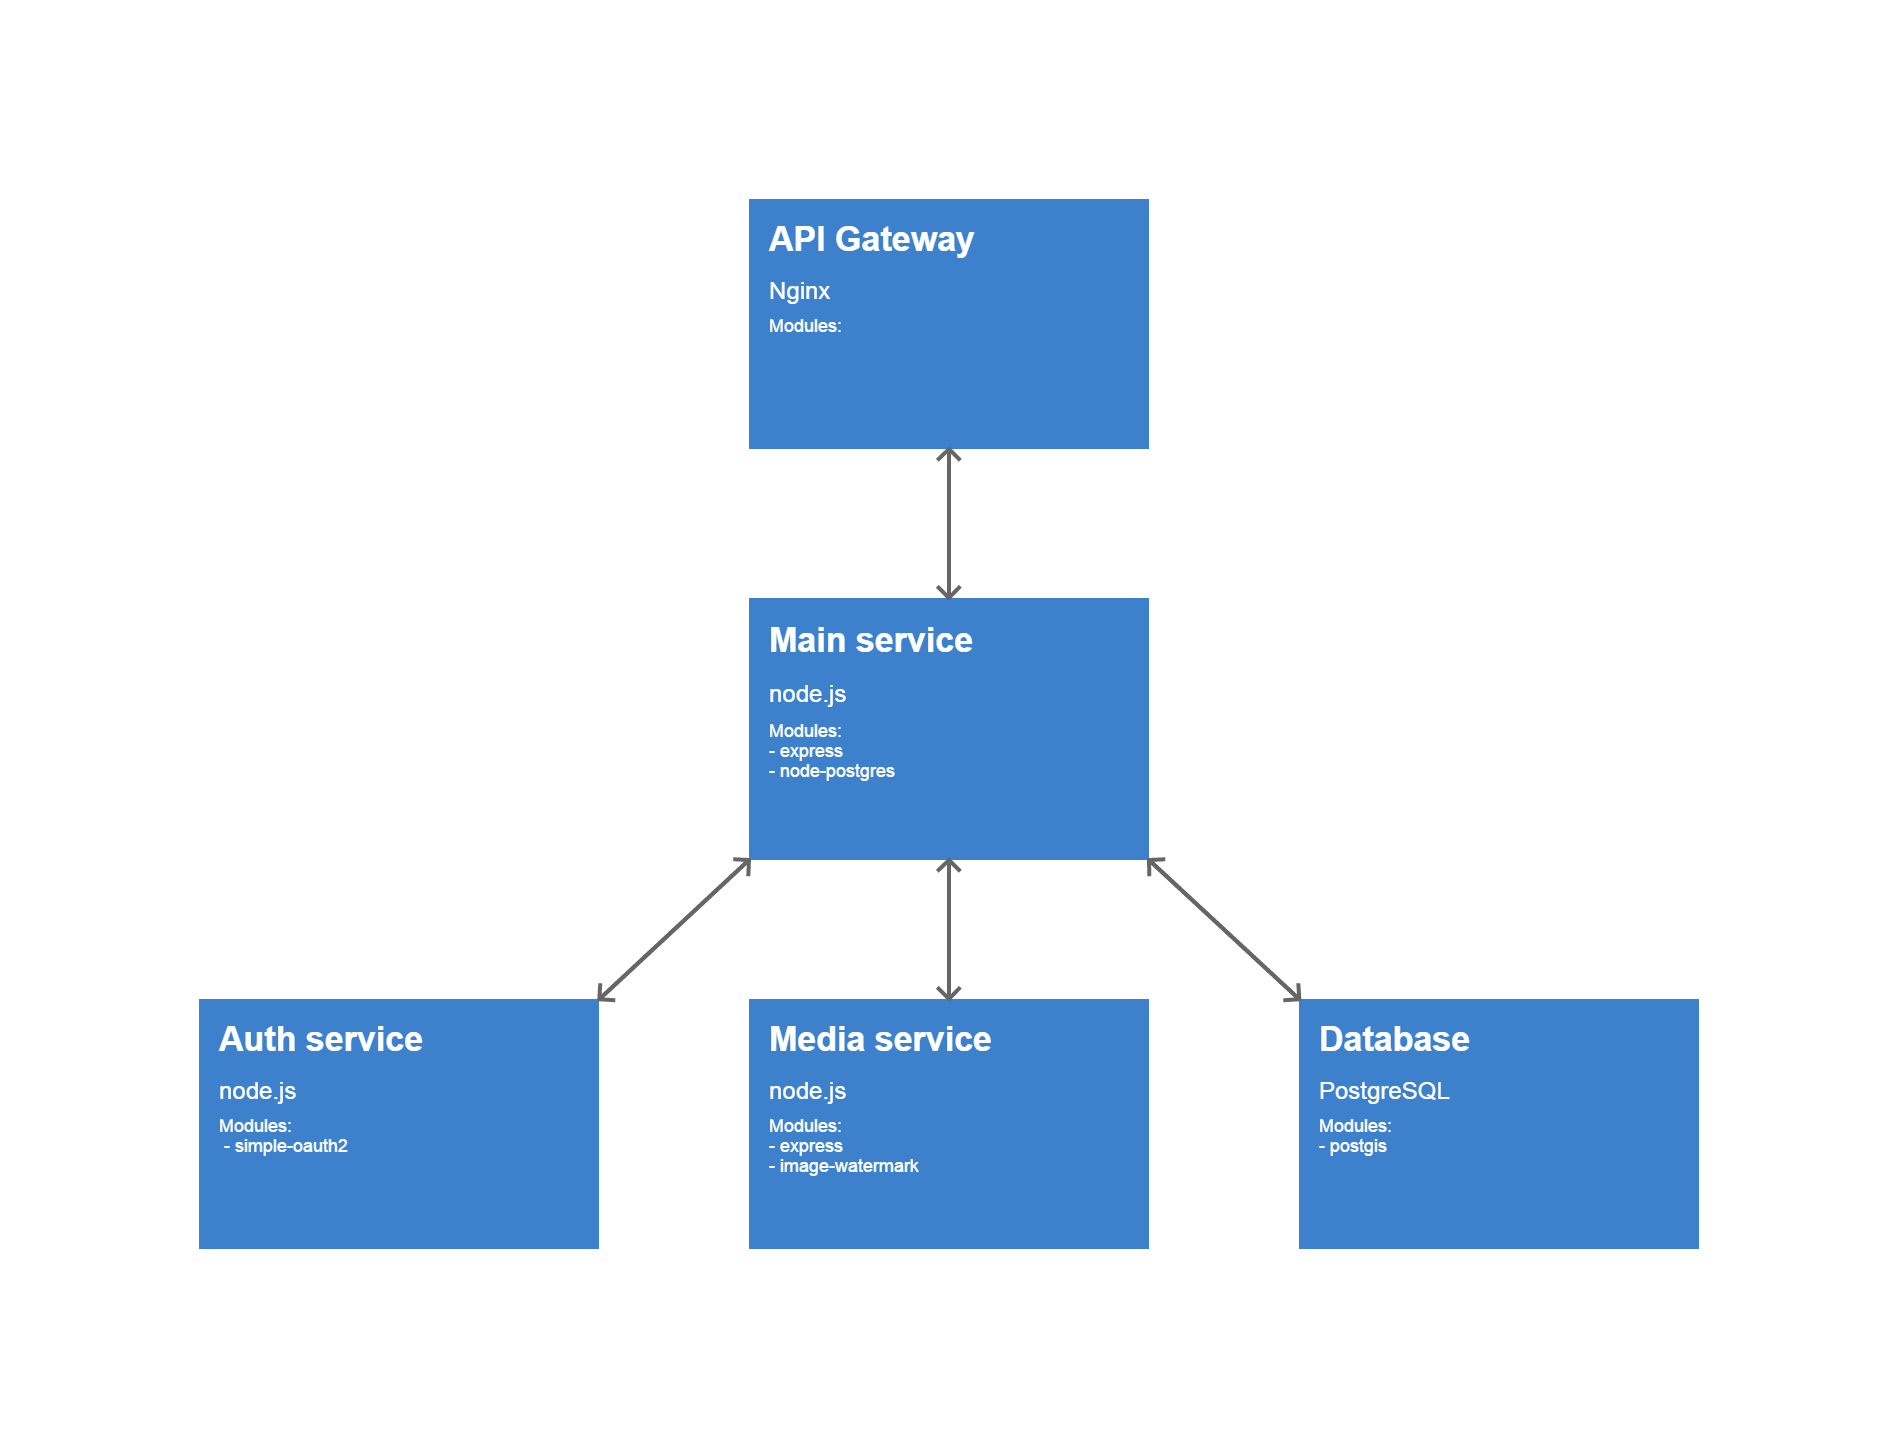 API Gateway
Nginx
Modules:
Main service
node.js
Modules:
- express
- node-postgres
Auth service
node.js
Modules:
- simple-oauth2
Media service
node.js
Modules:
- express
- image-watermark
Database
PostgreSQL
Modules:
- postgis